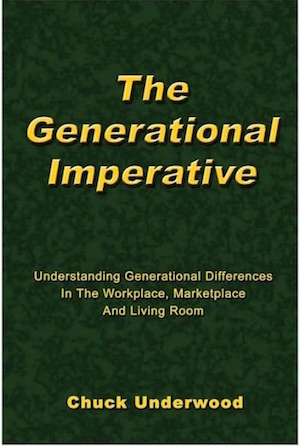 The
Generational
Imperative
Understanding Generational Differences
In The Workplace, Marketplace
And Living Room
Chuck Underwood